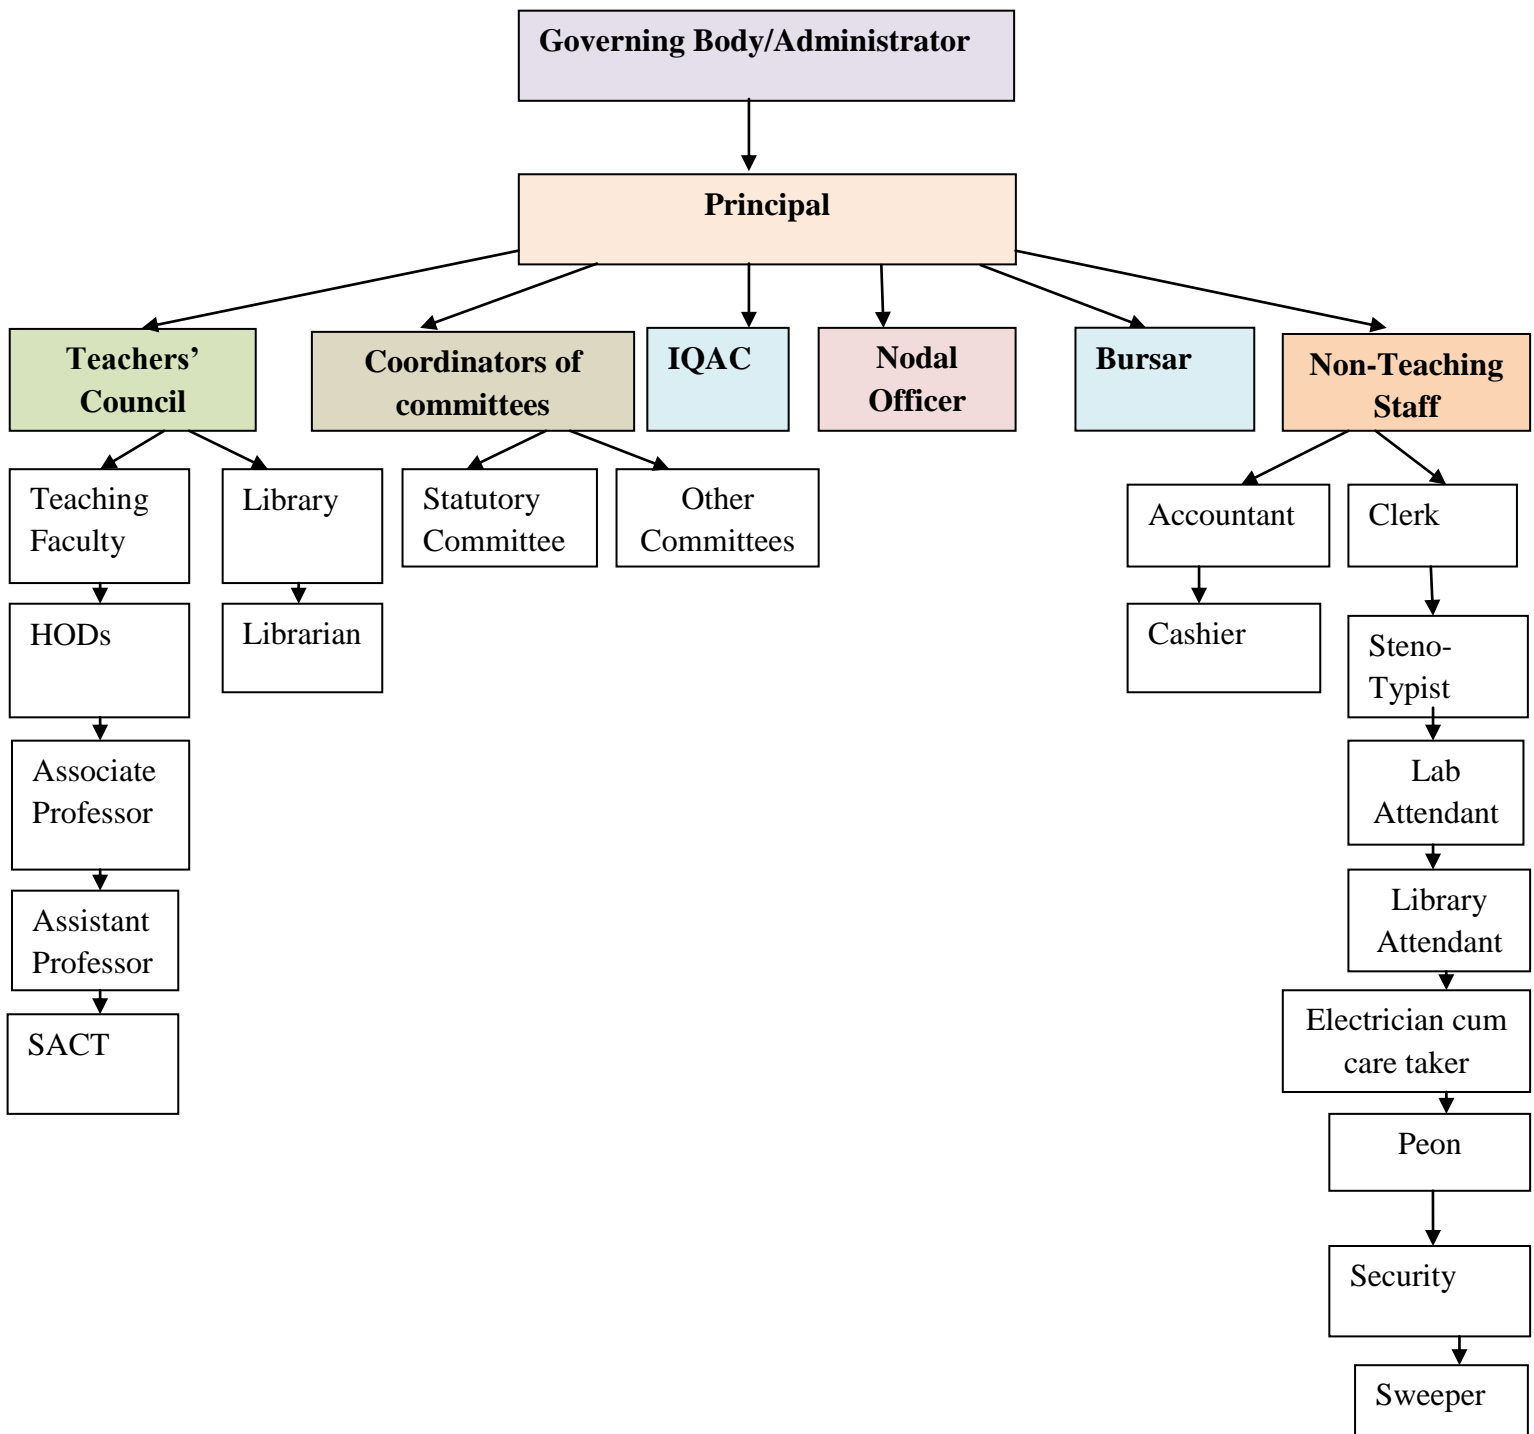 Governing Body/Administrator
Principal
Teachers’
Council
Coordinators of
committees
IQAC
Nodal
Officer
Bursar
Non-Teaching
Staff
Teaching
Faculty
Library
Statutory
Committee
Other
Committees
Accountant
Clerk
HODs
Librarian
Cashier
Steno-
Typist
Associate
Professor
Lab
Attendant
Assistant
Professor
Library
Attendant
SACT
Electrician cum
care taker
Peon
Security
Sweeper